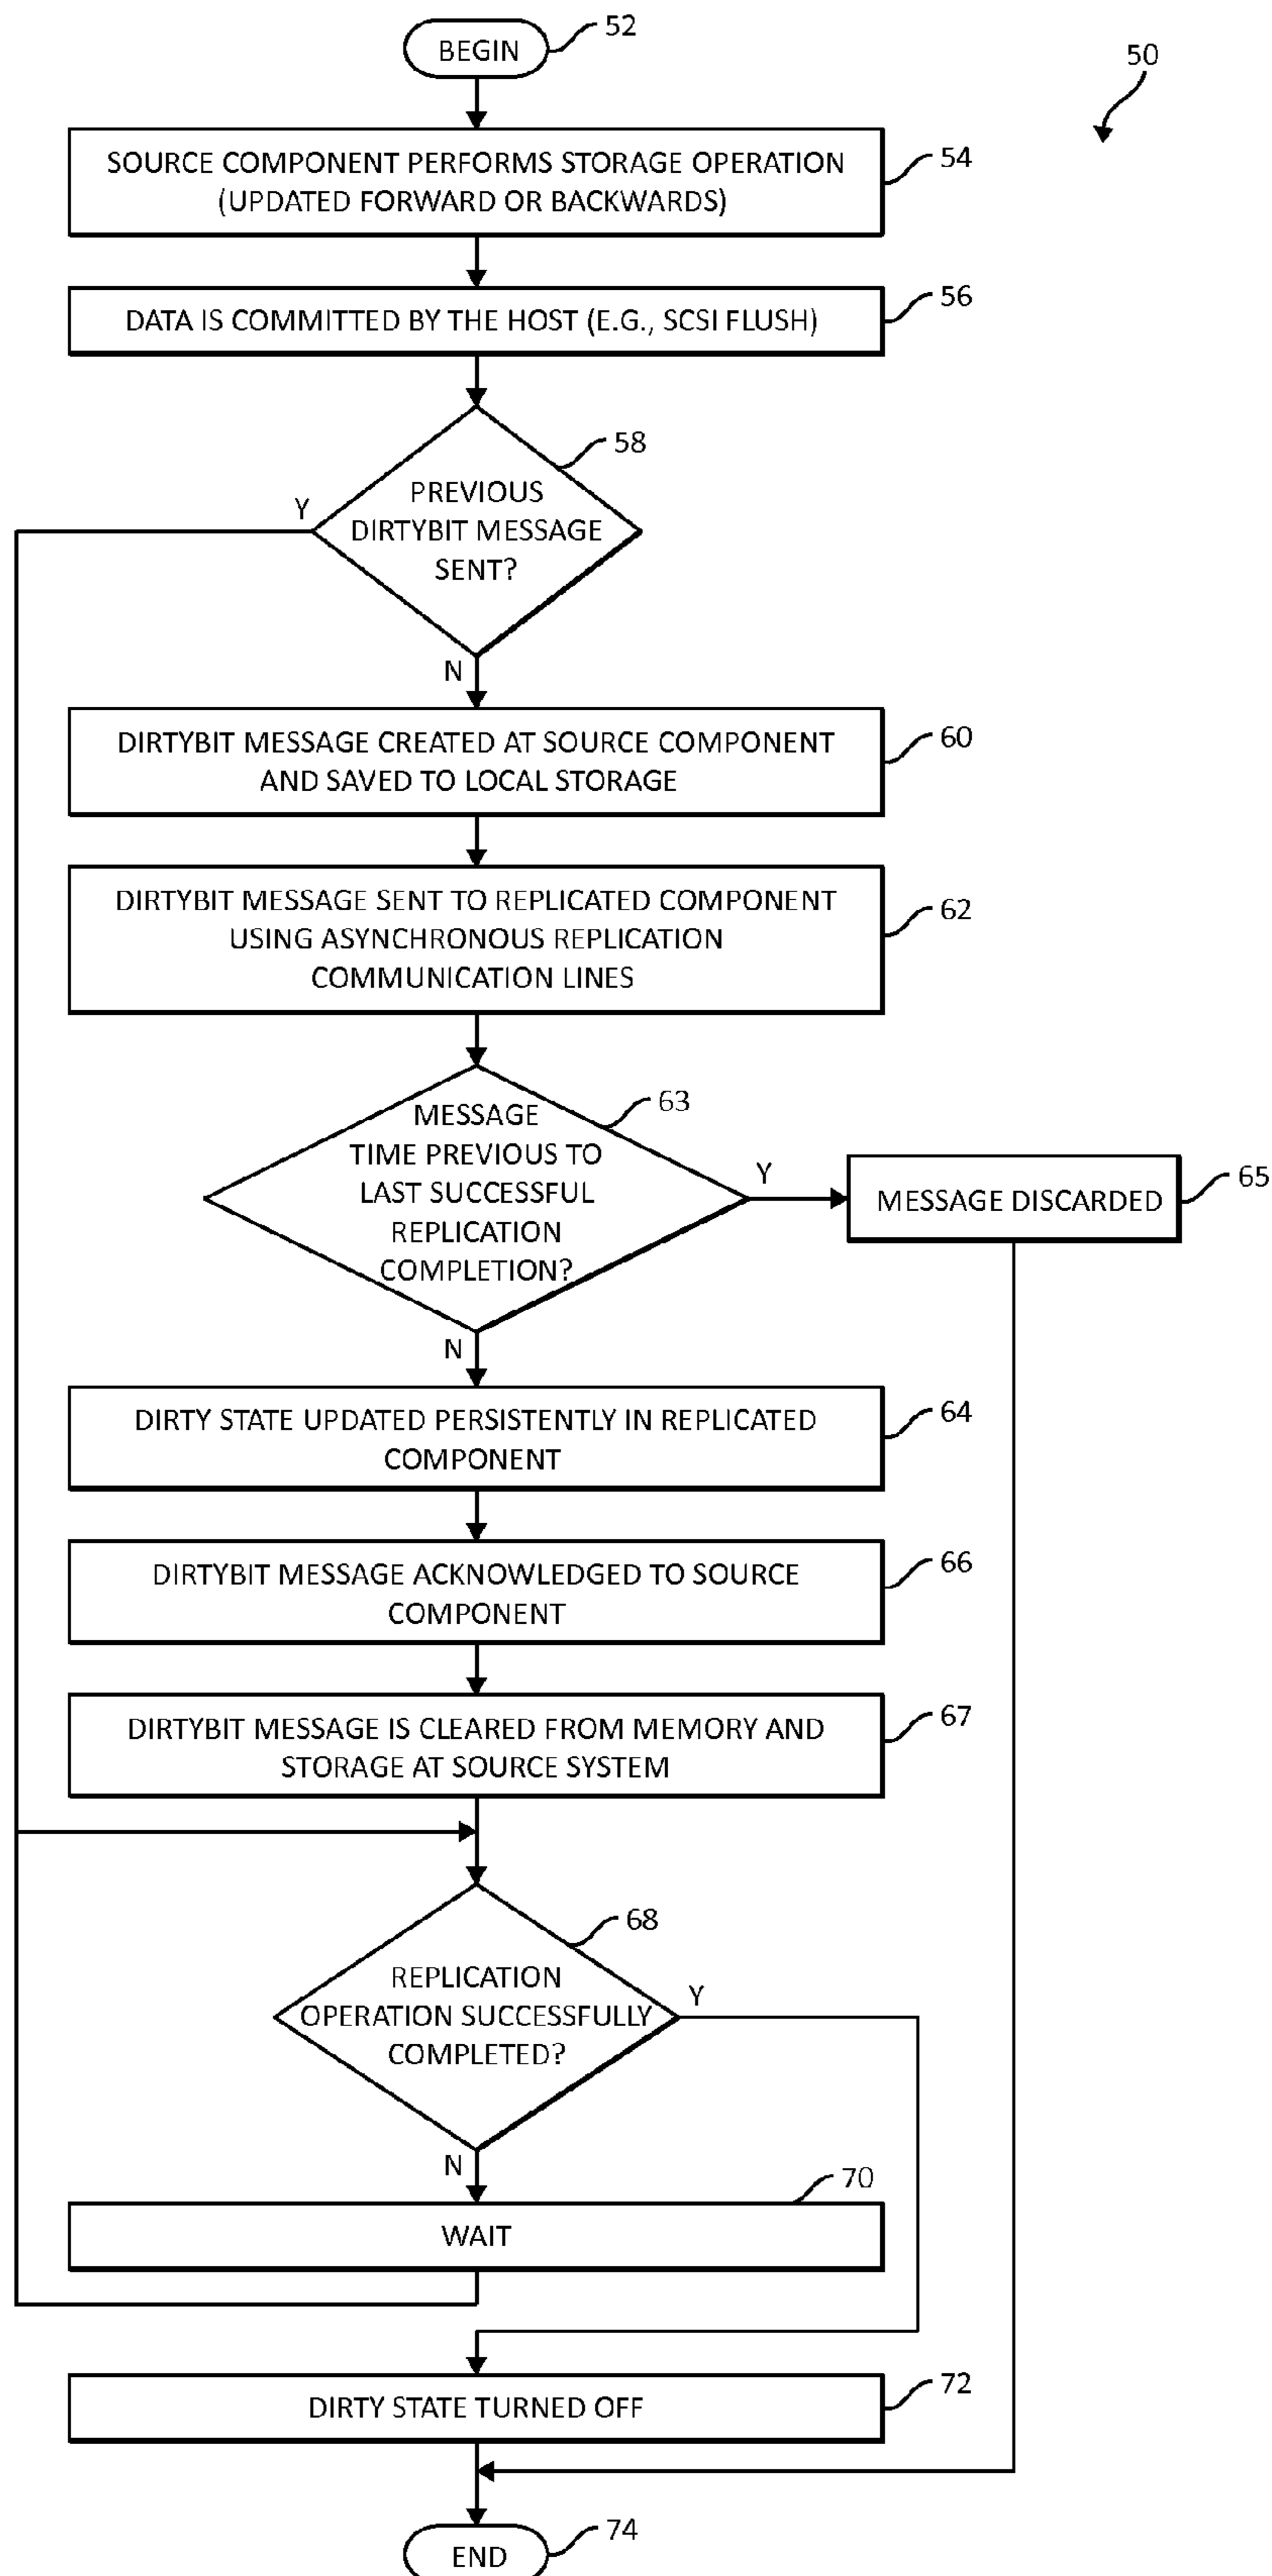 BEGIN
52
50
SOURCE COMPONENT PERFORMS STORAGE OPERATION
(UPDATED FORWARD OR BACKWARDS)
54
DATA IS COMMITTED BY THE HOST (E.G., SCSI FLUSH)
56
PREVIOUS
DIRTYBIT MESSAGE
SENT?
58
Y
N
DIRTYBIT MESSAGE CREATED AT SOURCE COMPONENT
AND SAVED TO LOCAL STORAGE
60
DIRTYBIT MESSAGE SENT TO REPLICATED COMPONENT
USING ASYNCHRONOUS REPLICATION
COMMUNICATION LINES
62
MESSAGE
TIME PREVIOUS TO
LAST SUCCESSFUL
REPLICATION
COMPLETION?
63
Y
MESSAGE DISCARDED
65
N
DIRTY STATE UPDATED PERSISTENTLY IN REPLICATED
COMPONENT
64
DIRTYBIT MESSAGE ACKNOWLEDGED TO SOURCE
COMPONENT
66
DIRTYBIT MESSAGE IS CLEARED FROM MEMORY AND
STORAGE AT SOURCE SYSTEM
67
REPLICATION
OPERATION SUCCESSFULLY
COMPLETED?
68
Y
N
WAIT
70
DIRTY STATE TURNED OFF
72
END
74